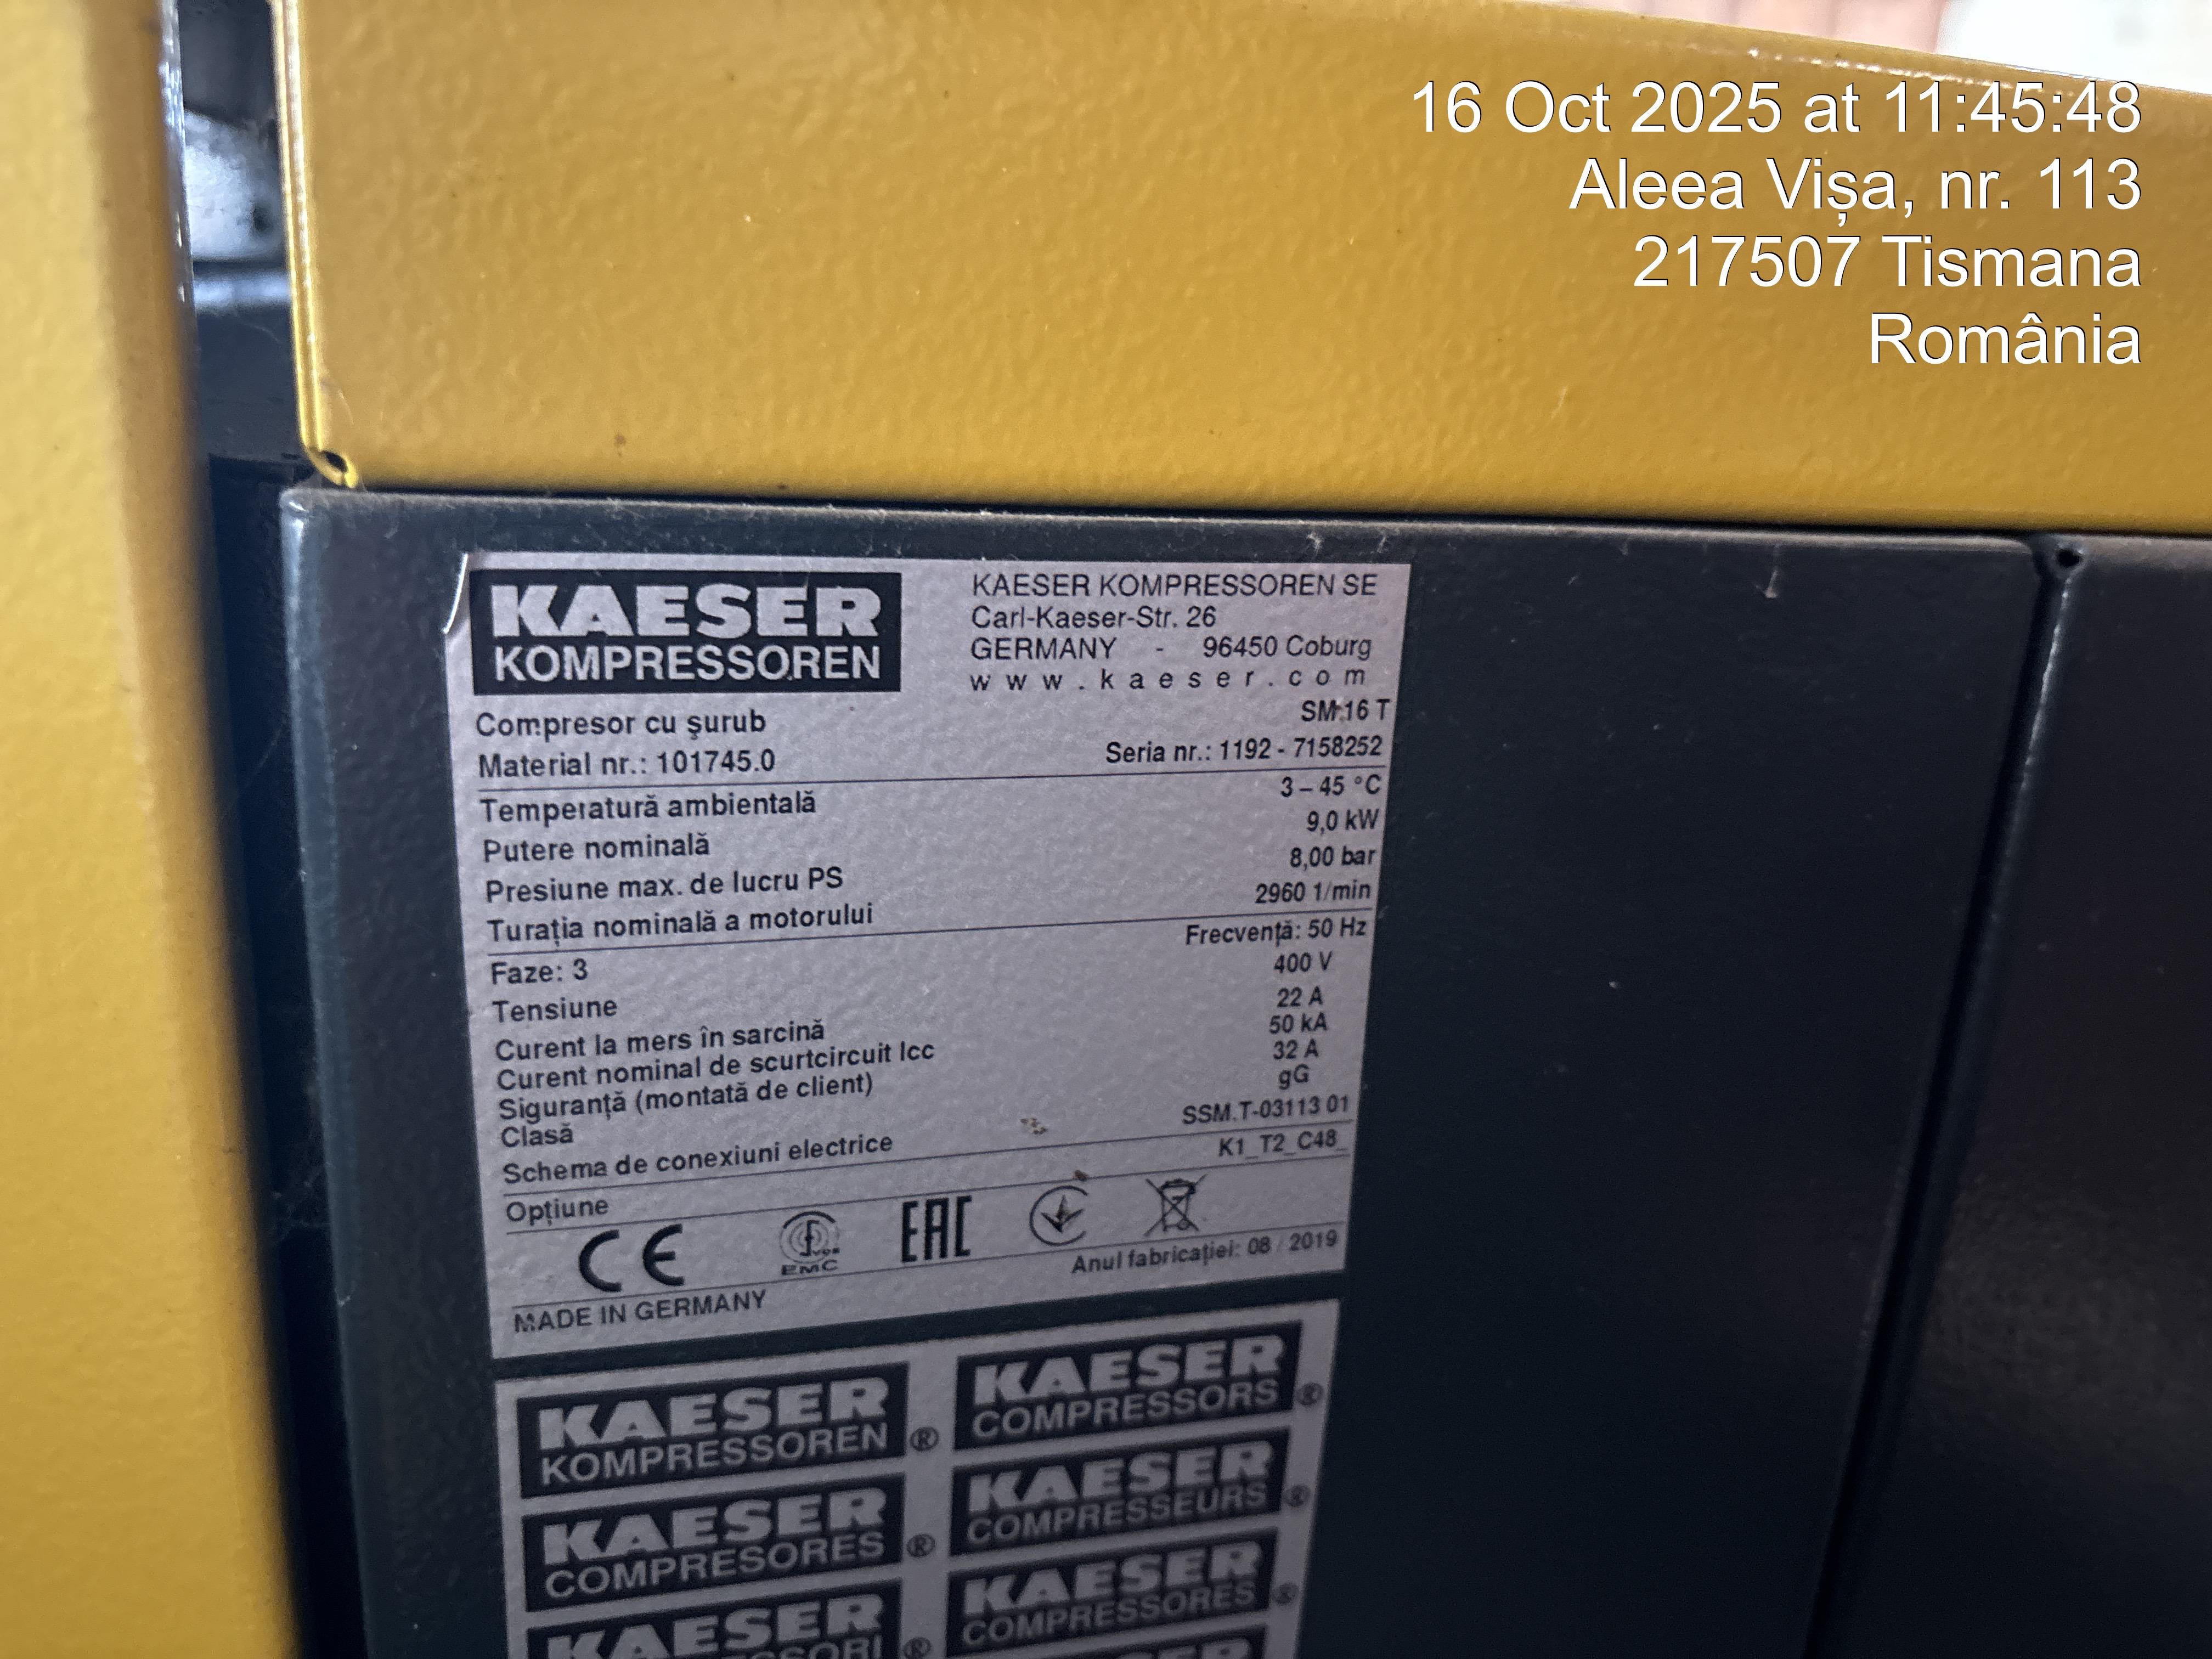 16 Oct 2025 at 11:45:48
Aleea Vișa, nr. 113
217507 Tismana
România
KAESER
KOMPRESSOREN
KAESER KOMPRESSOREN SE
Carl-Kaeser-Str. 26
GERMANY - 96450 Coburg
www.kaeser.com
Compresor cu şurub SM 16 T
Material nr.: 101745.0 Seria nr.: 1192 - 7158252
Temperatură ambientală 3 – 45 °C
Putere nominală 9,0 kW
Presiune max. de lucru PS 8,00 bar
Turaţia nominală a motorului 2960 1/min
Faze: 3 Frecvenţă: 50 Hz
Tensiune 400 V
Curent la mers în sarcină 22 A
Curent nominal de scurtcircuit Icc 50 kA
Siguranţă (montată de client) 32 A
Clasă gG
Schema de conexiuni electrice SSM.T-03113 01
Opţiune K1_T2_C48_
CE
EMC
EAC
Anul fabricaţiei: 08 / 2019
MADE IN GERMANY
KAESER
KOMPRESSOREN ®
KAESER
COMPRESSORS ®
KAESER
COMPRESORES ®
KAESER
COMPRESSEURS ®
KAESER
KAESER
COMPRESSORES ®